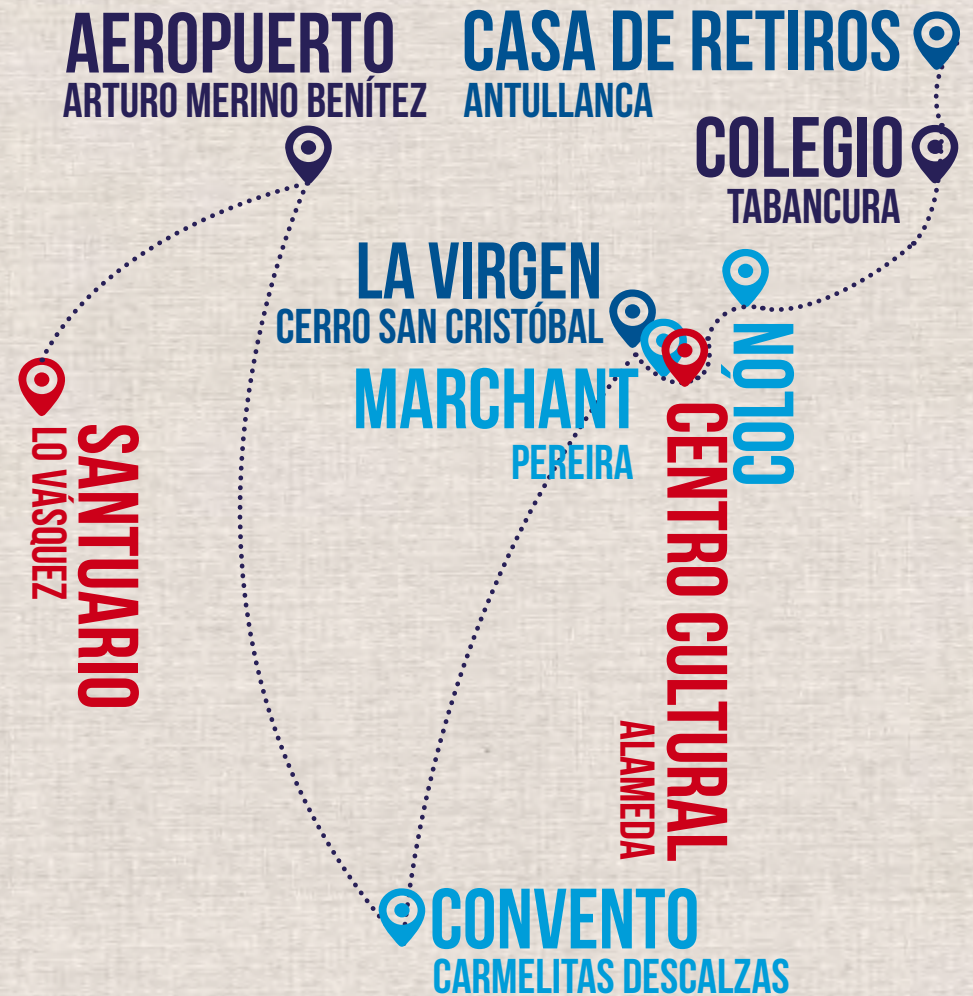 AEROPUERTO
ARTURO MERINO BENÍTEZ
CASA DE RETIROS
ANTULLANCA
COLEGIO
TABANCURA
LA VIRGEN
CERRO SAN CRISTÓBAL
MARCHANT
PEREIRA
COLÓN
CENTRO CULTURAL
ALAMEDA
SANTUARIO
LO VÁSQUEZ
CONVENTO
CARMELITAS DESCALZAS